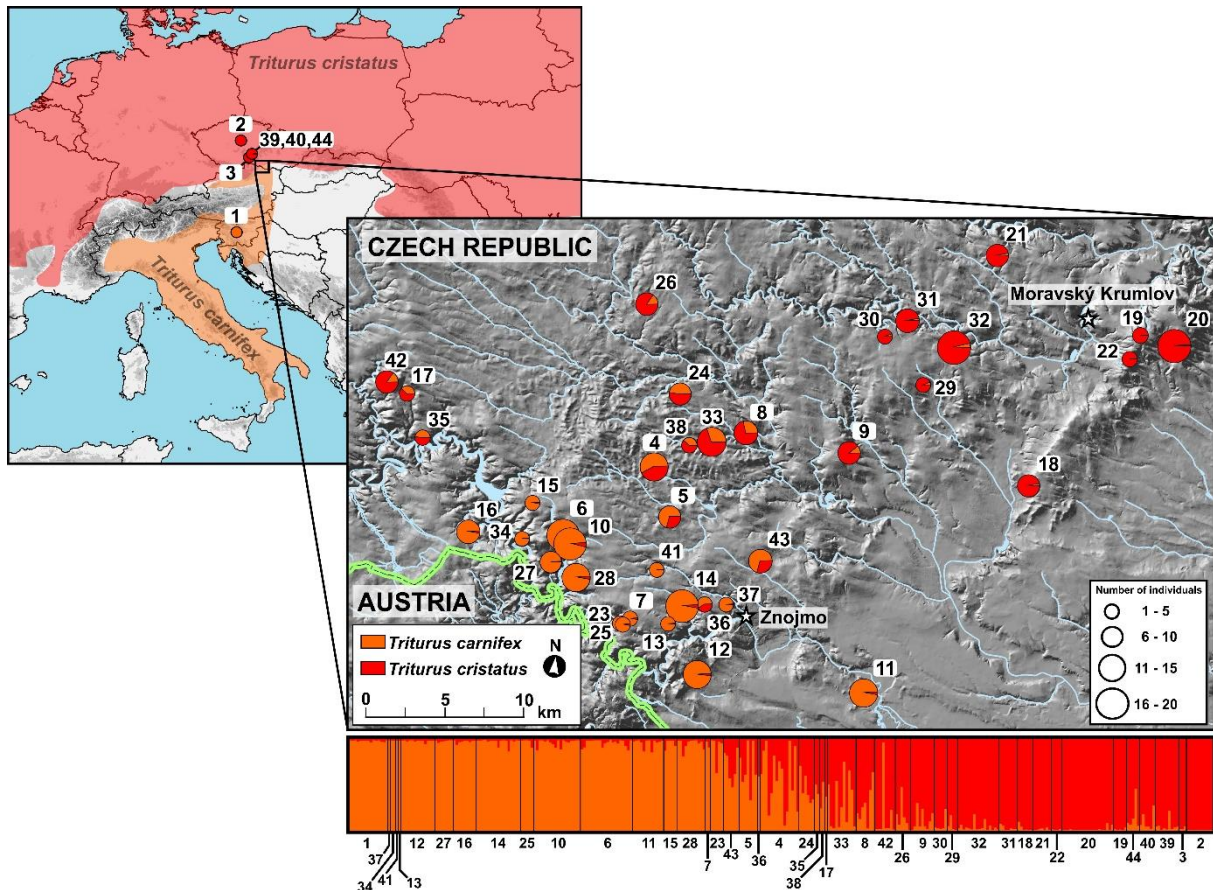 Triturus cristatus
2
39,40,44
3
1
Triturus carnifex
CZECH REPUBLIC
21
26
31
Moravský Krumlov
30
32
19
20
22
42
17
24
29
35
38
33
8
9
4
18
15
5
16
6
10
34
43
41
27
28
14
AUSTRIA
7
37
23
36
Znojmo
25
13
12
11
Triturus carnifex
Triturus cristatus
N
0 5 10
km
Number of individuals
1 - 5
6 - 10
11 - 15
16 - 20
1 37 34 41 13 12 27 16 14 25 10 6 11 15 28 7 23 43 5 36 4 24 35 38 17 33 8 42 26 9 30 29 32 31 18 21 22 20 19 44 40 39 3 2